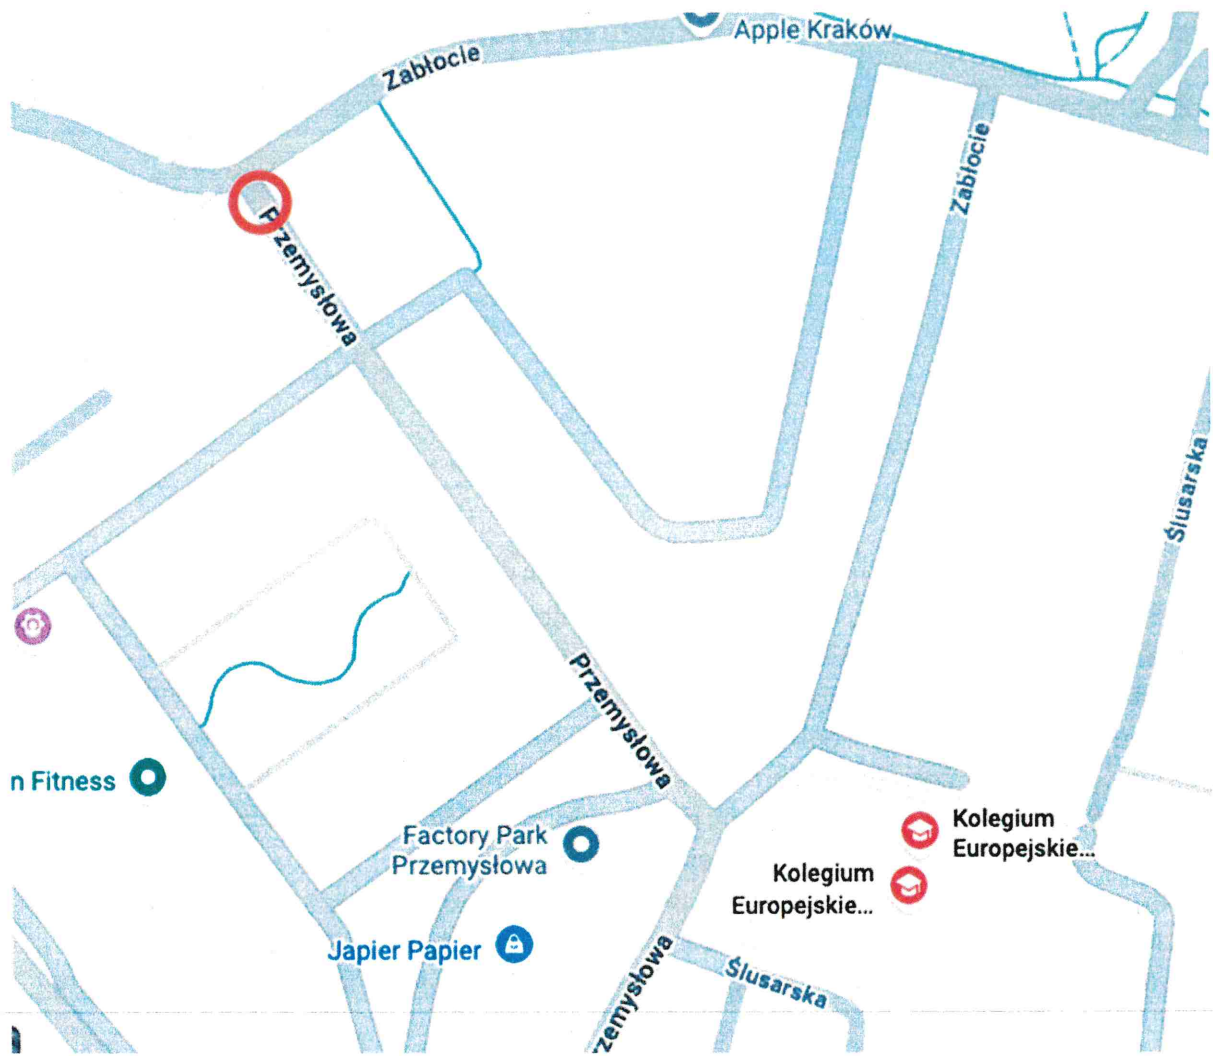 Apple Kraków
Zabłocie
Zabłocie
Przemysłowa
Ślusarska
Przemysłowa
n Fitness
Factory Park
Przemysłowa
Kolegium
Europejskie...
Kolegium
Europejskie...
Japier Papier
Ślusarska
rzemysłowa